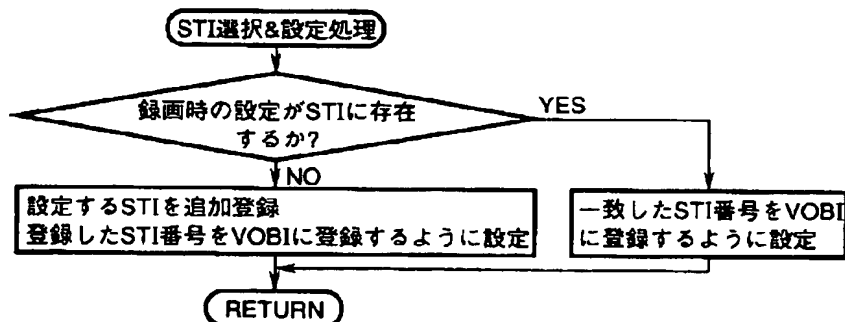 STI選択&設定処理
録画時の設定がSTIに存在
するか?
YES
NO
設定するSTIを追加登録
登録したSTI番号をVOBIに登録するように設定
一致したSTI番号をVOBI
に登録するように設定
RETURN